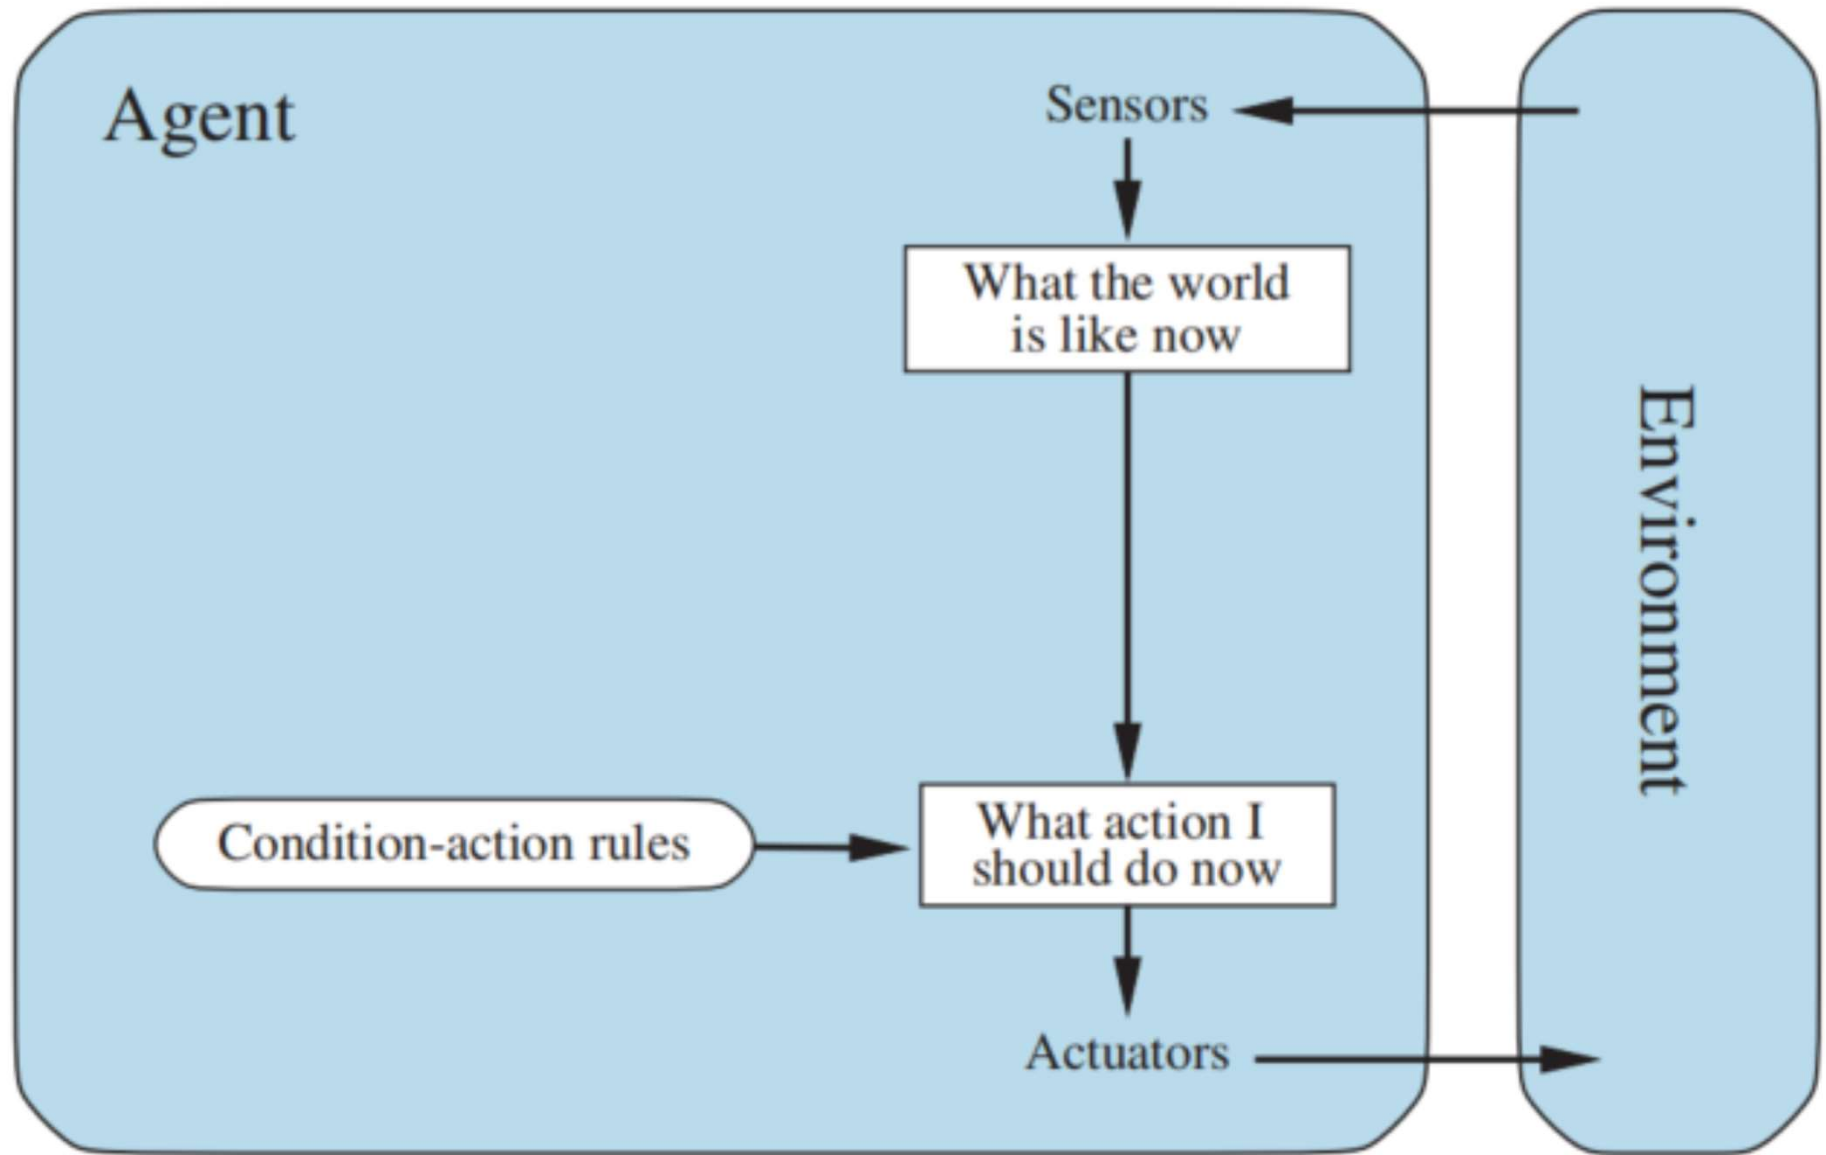 Agent
Sensors
What the world
is like now
Environment
Condition-action rules
What action I
should do now
Actuators